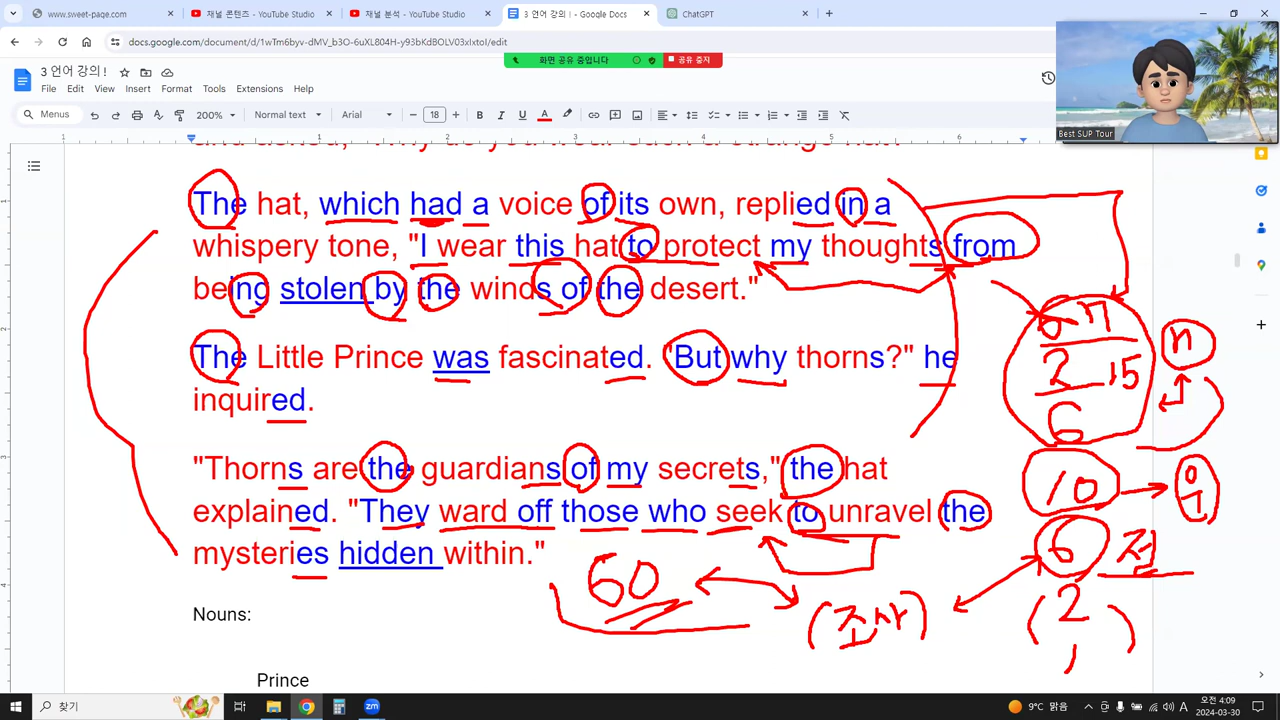 www.sweet-page.com
재널 콘텐츠 - YouTube Studio
재널 분석 - YouTube Studio
3 언어 강의 ! - Google Docs
ChatGPT
docs.google.com/document/d/1wTm6byv-dMV_b3O-6uXL804H-y93bKdBOLV03xIxtoI/edit
화면 공유 중입니다
공유 중지
3 언어 강의 !
File Edit View Insert Format Tools Extensions Help
Best SUP Tour
Menus
200%
Normal text
Arial
18
The hat, which had a voice of its own, replied in a
whispery tone, "I wear this hat to protect my thoughts from
being stolen by the winds of the desert."
The Little Prince was fascinated. "But why thorns?" he
inquired.
"Thorns are the guardians of my secrets," the hat
explained. "They ward off those who seek to unravel the
mysteries hidden within."
n
2 15
6
10
6 전
60
(조사)
( 2 )
Nouns:
Prince
찾기
9°C 맑음
A
오전 4:09
2024-03-30